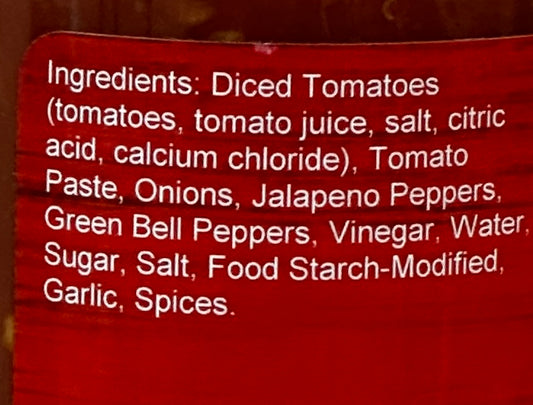 Ingredients: Diced Tomatoes
(tomatoes, tomato juice, salt, citric
acid, calcium chloride), Tomato
Paste, Onions, Jalapeno Peppers,
Green Bell Peppers, Vinegar, Water,
Sugar, Salt, Food Starch-Modified,
Garlic, Spices.